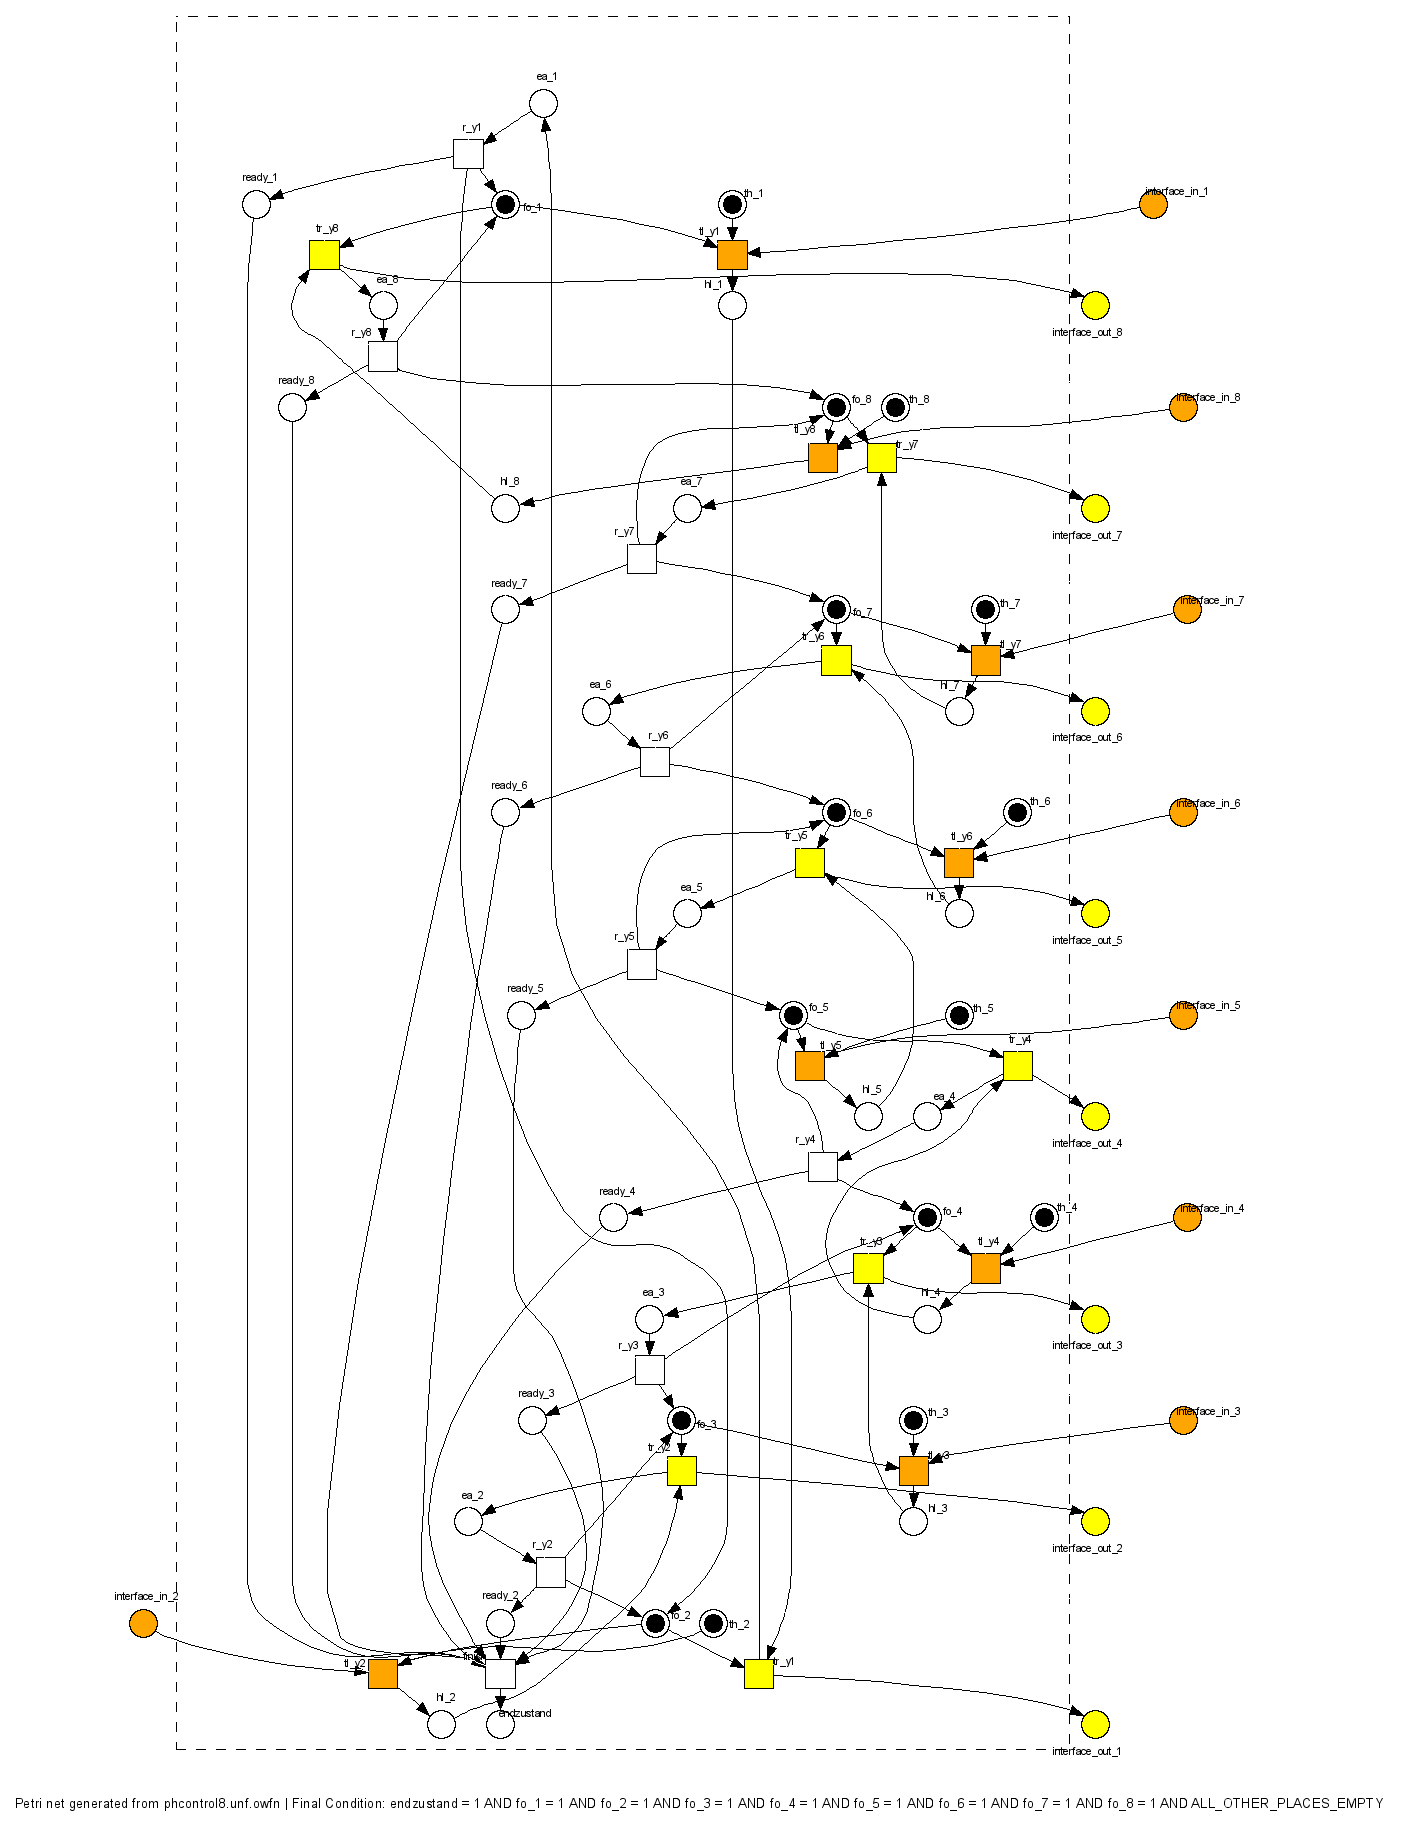 ea_1
r_y1
ready_1
fo_1
th_1
interface_in_1
tr_y8
tl_y1
ea_8
hl_1
interface_out_8
r_y8
ready_8
fo_8
th_8
interface_in_8
tl_y8
tr_y7
hl_8
ea_7
interface_out_7
r_y7
ready_7
fo_7
th_7
interface_in_7
tr_y6
tl_y7
ea_6
hl_7
interface_out_6
r_y6
ready_6
fo_6
th_6
interface_in_6
tr_y5
tl_y6
ea_5
hl_6
interface_out_5
r_y5
ready_5
fo_5
th_5
interface_in_5
tl_y5
tr_y4
hl_5
ea_4
interface_out_4
r_y4
ready_4
fo_4
th_4
interface_in_4
tr_y3
tl_y4
ea_3
hl_4
interface_out_3
r_y3
ready_3
fo_3
th_3
interface_in_3
tr_y2
tl_y3
ea_2
hl_3
interface_out_2
r_y2
interface_in_2
ready_2
fo_2
th_2
tl_y2
tr_y1
hl_2
endzustand
interface_out_1
Petri net generated from phcontrol8.unf.owfn | Final Condition: endzustand = 1 AND fo_1 = 1 AND fo_2 = 1 AND fo_3 = 1 AND fo_4 = 1 AND fo_5 = 1 AND fo_6 = 1 AND fo_7 = 1 AND fo_8 = 1 AND ALL_OTHER_PLACES_EMPTY